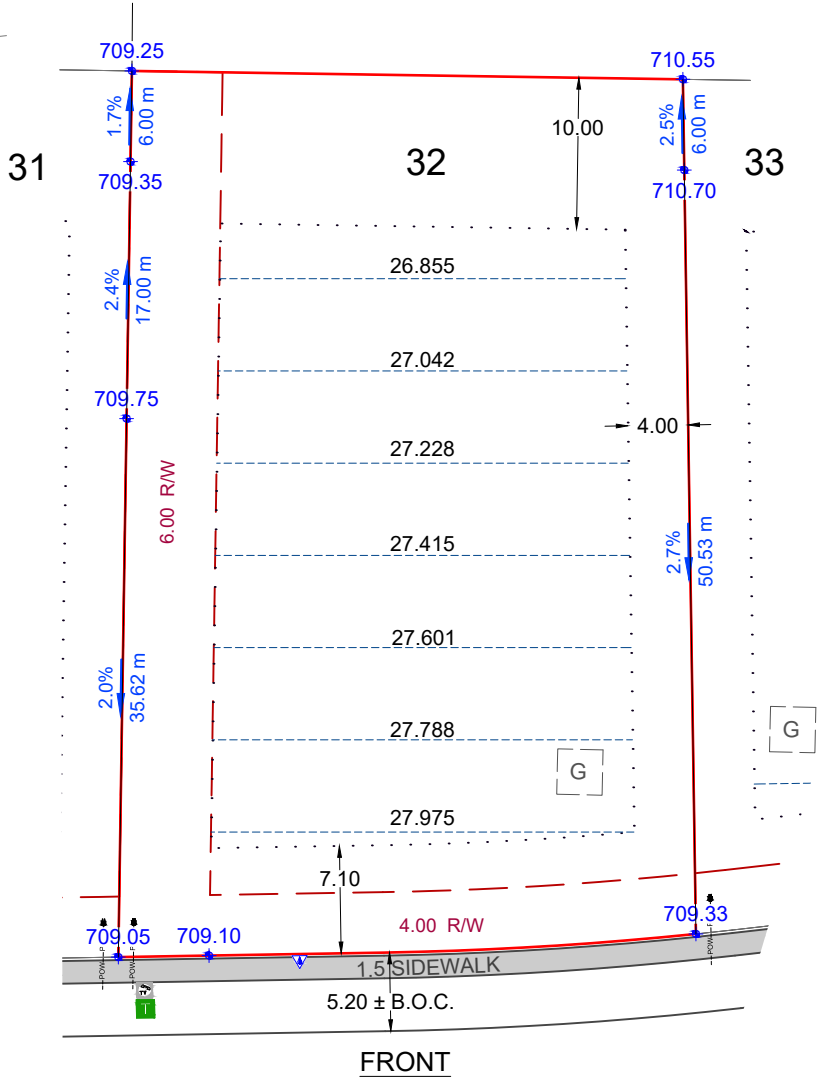 709.25
710.55
1.7%
6.00 m
2.5%
6.00 m
10.00
31
32
33
709.35
710.70
26.855
2.4%
17.00 m
27.042
709.75
27.228
4.00
6.00 R/W
27.415
2.7%
50.53 m
27.601
2.0%
35.62 m
27.788
G
G
27.975
7.10
4.00 R/W
709.33
709.05
709.10
POW
P
POW
P
POW
P
1.5 SIDEWALK
T
5.20 ± B.O.C.
FRONT